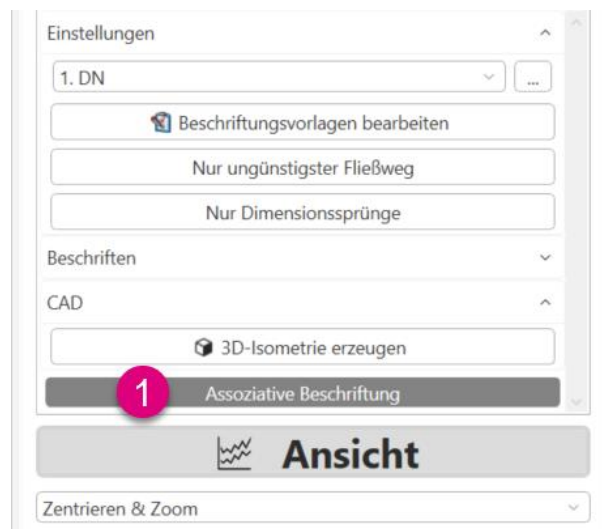 Einstellungen
1. DN
...
Beschriftungsvorlagen bearbeiten
Nur ungünstigster Fließweg
Nur Dimensionssprünge
Beschriften
CAD
3D-Isometrie erzeugen
1 Assoziative Beschriftung
Ansicht
Zentrieren & Zoom